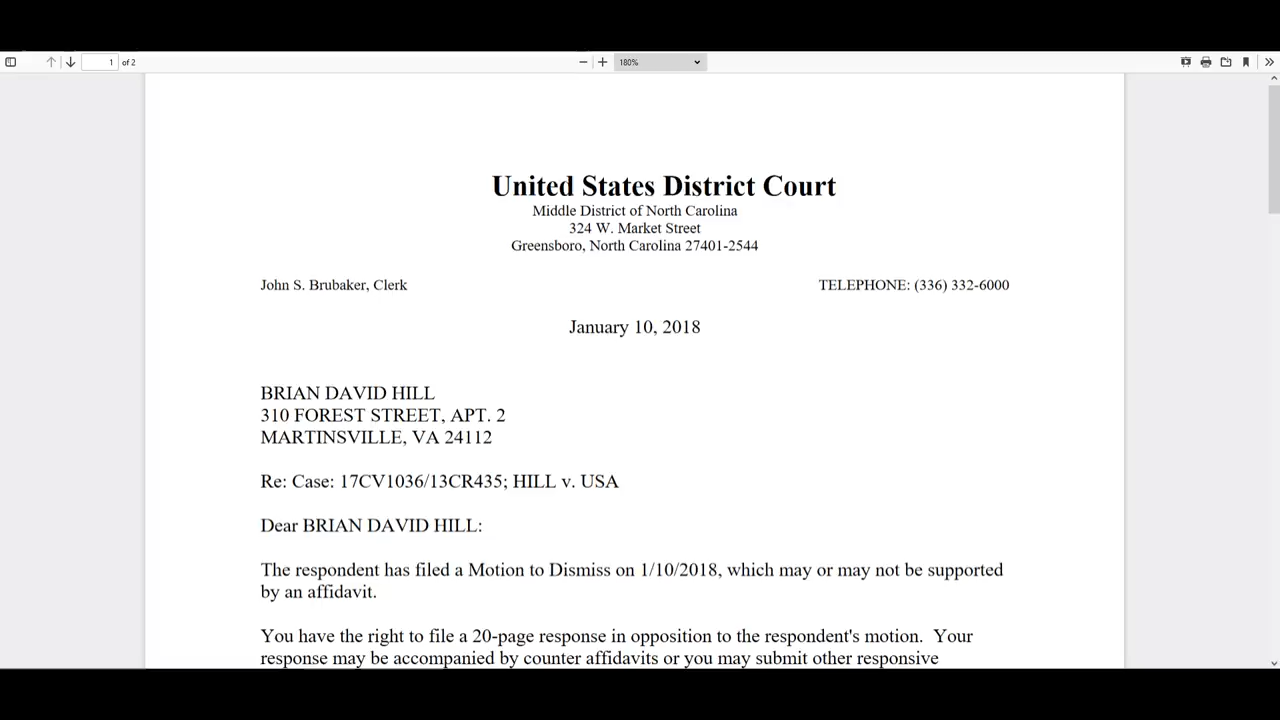 1 of 2 180%
United States District Court
Middle District of North Carolina
324 W. Market Street
Greensboro, North Carolina 27401-2544
John S. Brubaker, Clerk TELEPHONE: (336) 332-6000
January 10, 2018
BRIAN DAVID HILL
310 FOREST STREET, APT. 2
MARTINSVILLE, VA 24112
Re: Case: 17CV1036/13CR435; HILL v. USA
Dear BRIAN DAVID HILL:
The respondent has filed a Motion to Dismiss on 1/10/2018, which may or may not be supported
by an affidavit.
You have the right to file a 20-page response in opposition to the respondent's motion.  Your
response may be accompanied by counter affidavits or you may submit other responsive